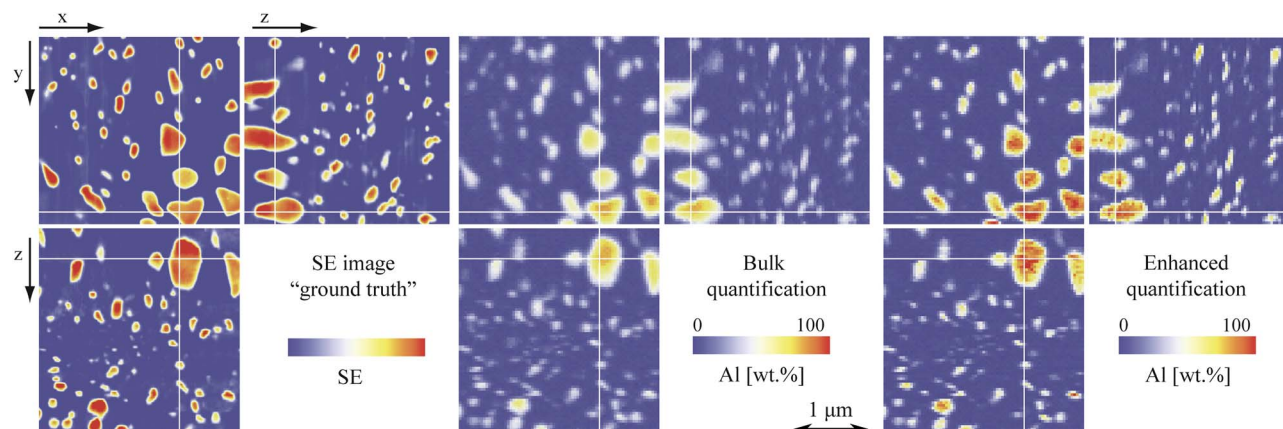 x
z
y
z
SE image
“ground truth”
SE
Bulk
quantification
0 100
Al [wt.%]
1 μm
Enhanced
quantification
0 100
Al [wt.%]